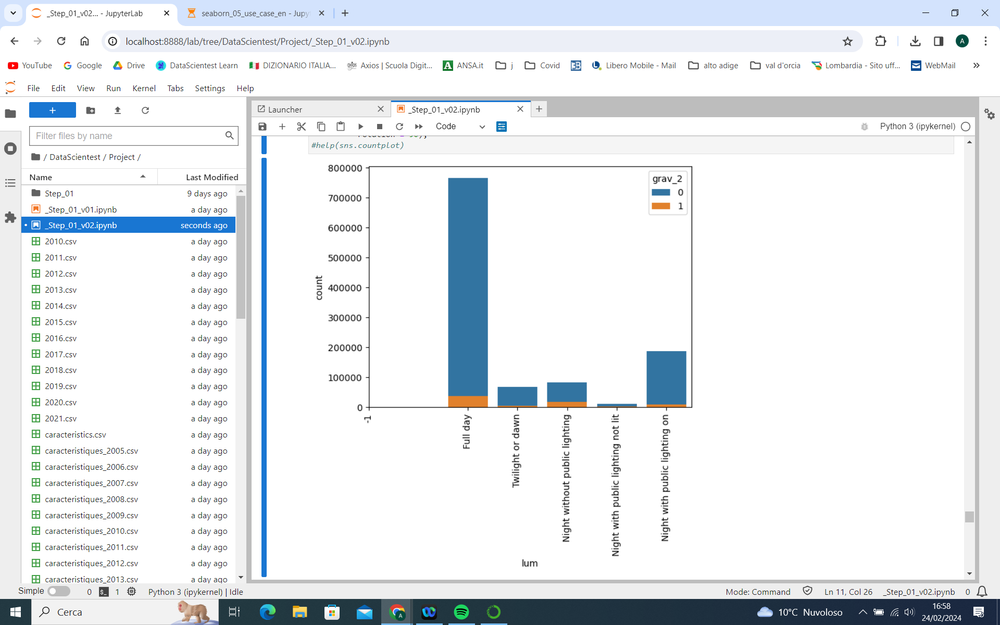 _Step_01_v02... - JupyterLab
seaborn_05_use_case_en - Jupy
localhost:8888/lab/tree/DataScientest/Project/_Step_01_v02.ipynb
A
YouTube Google Drive DataScientest Learn DIZIONARIO ITALIA... Axios | Scuola Digit... ANSA.it j Covid Libero Mobile - Mail alto adige val d'orcia Lombardia - Sito uff... WebMail
File Edit View Run Kernel Tabs Settings Help
Filter files by name
/ DataScientest / Project /
Name Last Modified
Step_01 9 days ago
_Step_01_v01.ipynb a day ago
_Step_01_v02.ipynb seconds ago
2010.csv a day ago
2011.csv a day ago
2012.csv a day ago
2013.csv a day ago
2014.csv a day ago
2015.csv a day ago
2016.csv a day ago
2017.csv a day ago
2018.csv a day ago
2019.csv a day ago
2020.csv a day ago
2021.csv a day ago
caracteristics.csv a day ago
caracteristiques_2005.csv a day ago
caracteristiques_2006.csv a day ago
caracteristiques_2007.csv a day ago
caracteristiques_2008.csv a day ago
caracteristiques_2009.csv a day ago
caracteristiques_2010.csv a day ago
caracteristiques_2011.csv a day ago
caracteristiques_2012.csv a day ago
caracteristiques_2013.csv a day ago
Launcher
_Step_01_v02.ipynb
Code
Python 3 (ipykernel)
#help(sns.countplot)
800000
700000
600000
500000
400000
300000
200000
100000
0
count
grav_2
0
1
-1
Full day
Twilight or dawn
Night without public lighting
Night with public lighting not lit
Night with public lighting on
lum
Simple 0 1 Python 3 (ipykernel) | Idle
Mode: Command Ln 11, Col 26 _Step_01_v02.ipynb 0
Cerca
10°C Nuvoloso
16:58
24/02/2024